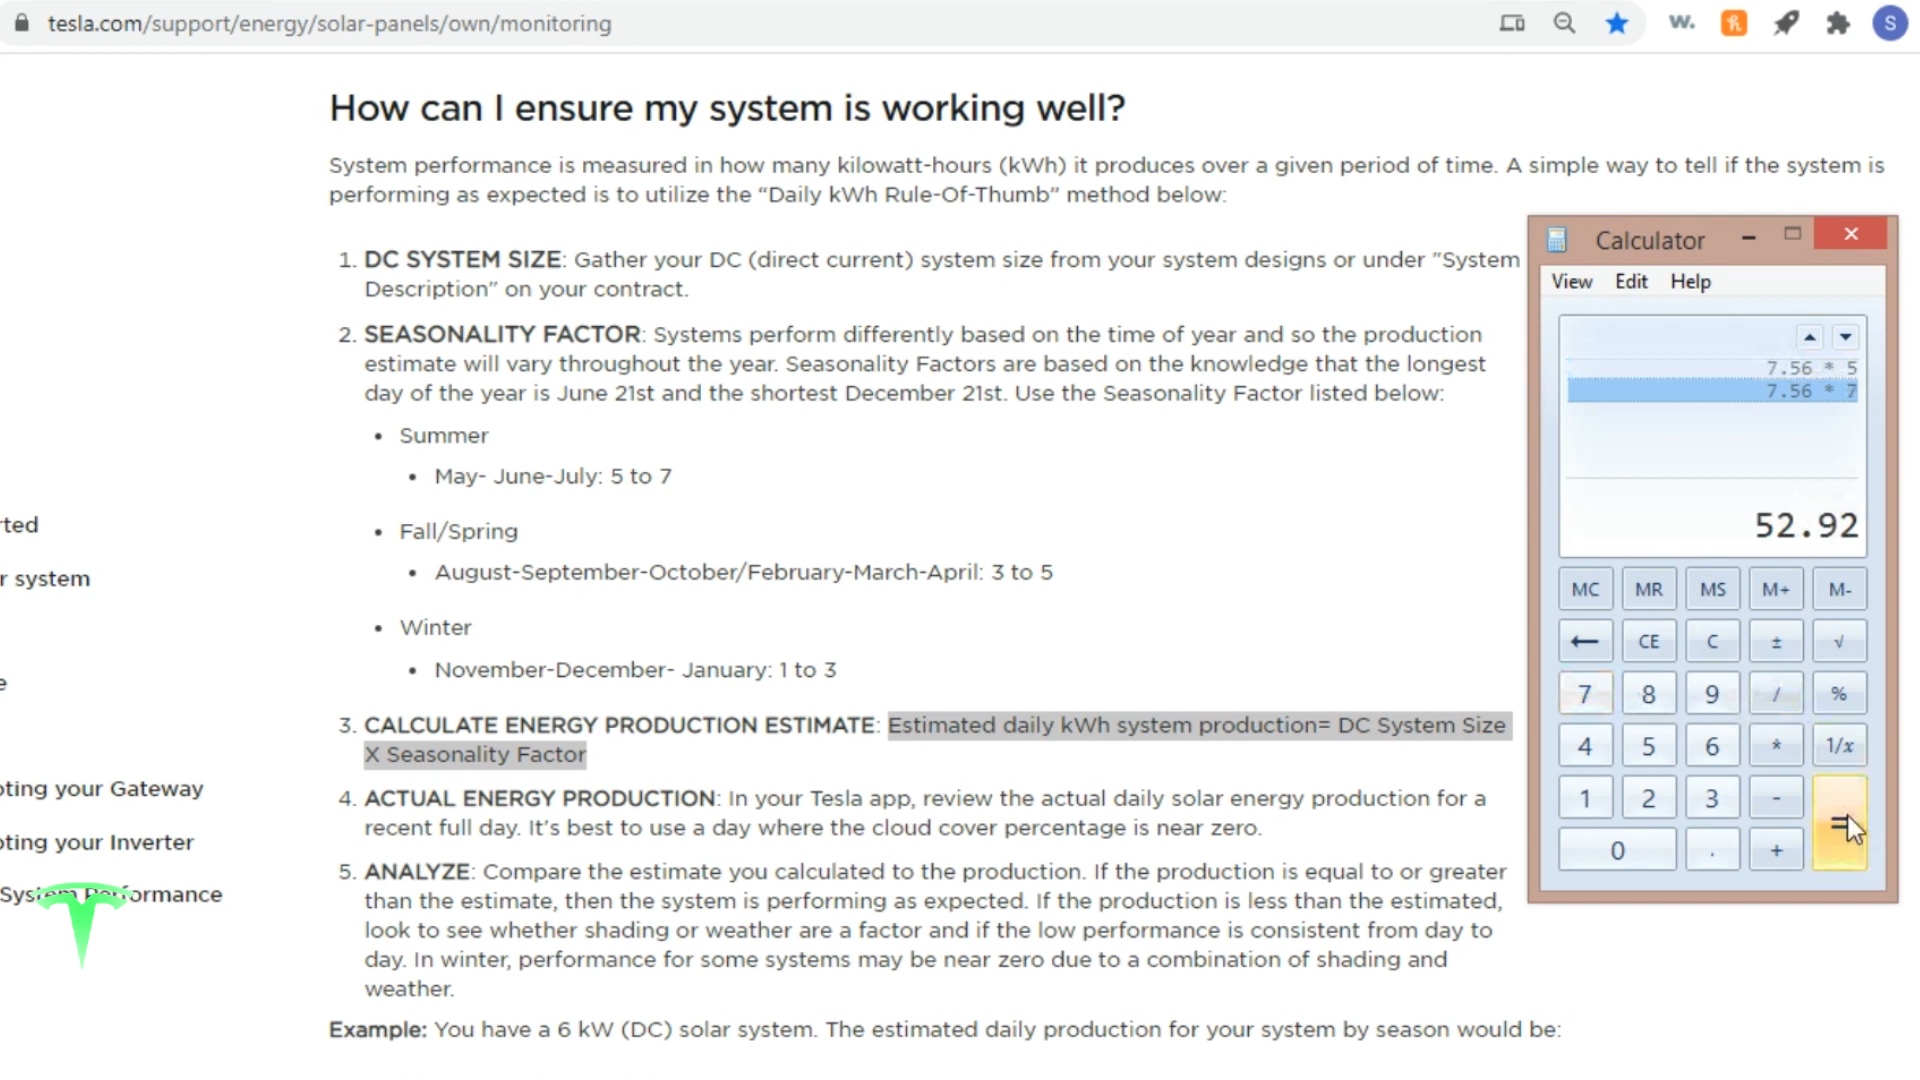 tesla.com/support/energy/solar-panels/own/monitoring
W.
S
How can I ensure my system is working well?
System performance is measured in how many kilowatt-hours (kWh) it produces over a given period of time. A simple way to tell if the system is
performing as expected is to utilize the “Daily kWh Rule-Of-Thumb” method below:
1. DC SYSTEM SIZE: Gather your DC (direct current) system size from your system designs or under "System
Description” on your contract.
2. SEASONALITY FACTOR: Systems perform differently based on the time of year and so the production
estimate will vary throughout the year. Seasonality Factors are based on the knowledge that the longest
day of the year is June 21st and the shortest December 21st. Use the Seasonality Factor listed below:
• Summer
• May- June-July: 5 to 7
• Fall/Spring
• August-September-October/February-March-April: 3 to 5
• Winter
• November-December- January: 1 to 3
3. CALCULATE ENERGY PRODUCTION ESTIMATE: Estimated daily kWh system production= DC System Size
X Seasonality Factor
4. ACTUAL ENERGY PRODUCTION: In your Tesla app, review the actual daily solar energy production for a
recent full day. It’s best to use a day where the cloud cover percentage is near zero.
5. ANALYZE: Compare the estimate you calculated to the production. If the production is equal to or greater
than the estimate, then the system is performing as expected. If the production is less than the estimated,
look to see whether shading or weather are a factor and if the low performance is consistent from day to
day. In winter, performance for some systems may be near zero due to a combination of shading and
weather.
Example: You have a 6 kW (DC) solar system. The estimated daily production for your system by season would be:
rted
r system
e
oting your Gateway
oting your Inverter
System Performance
Calculator
View Edit Help
7.56 * 5
7.56 * 7
52.92
MC MR MS M+ M-
← CE C ± √
7 8 9 / %
4 5 6 * 1/x
1 2 3 - =
0 . +